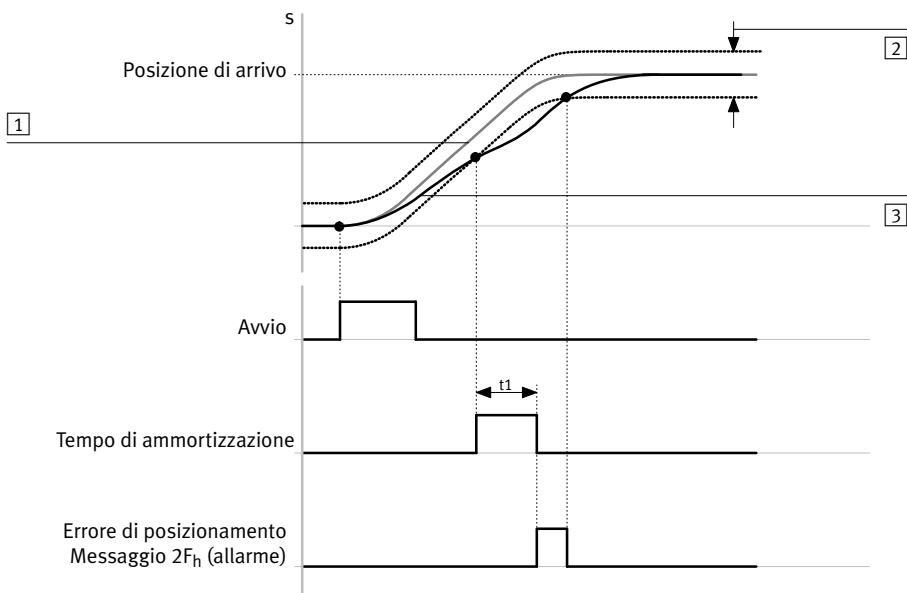 s
2
Posizione di arrivo
1
3
Avvio
t1
Tempo di ammortizzazione
Errore di posizionamento
Messaggio 2Fh (allarme)